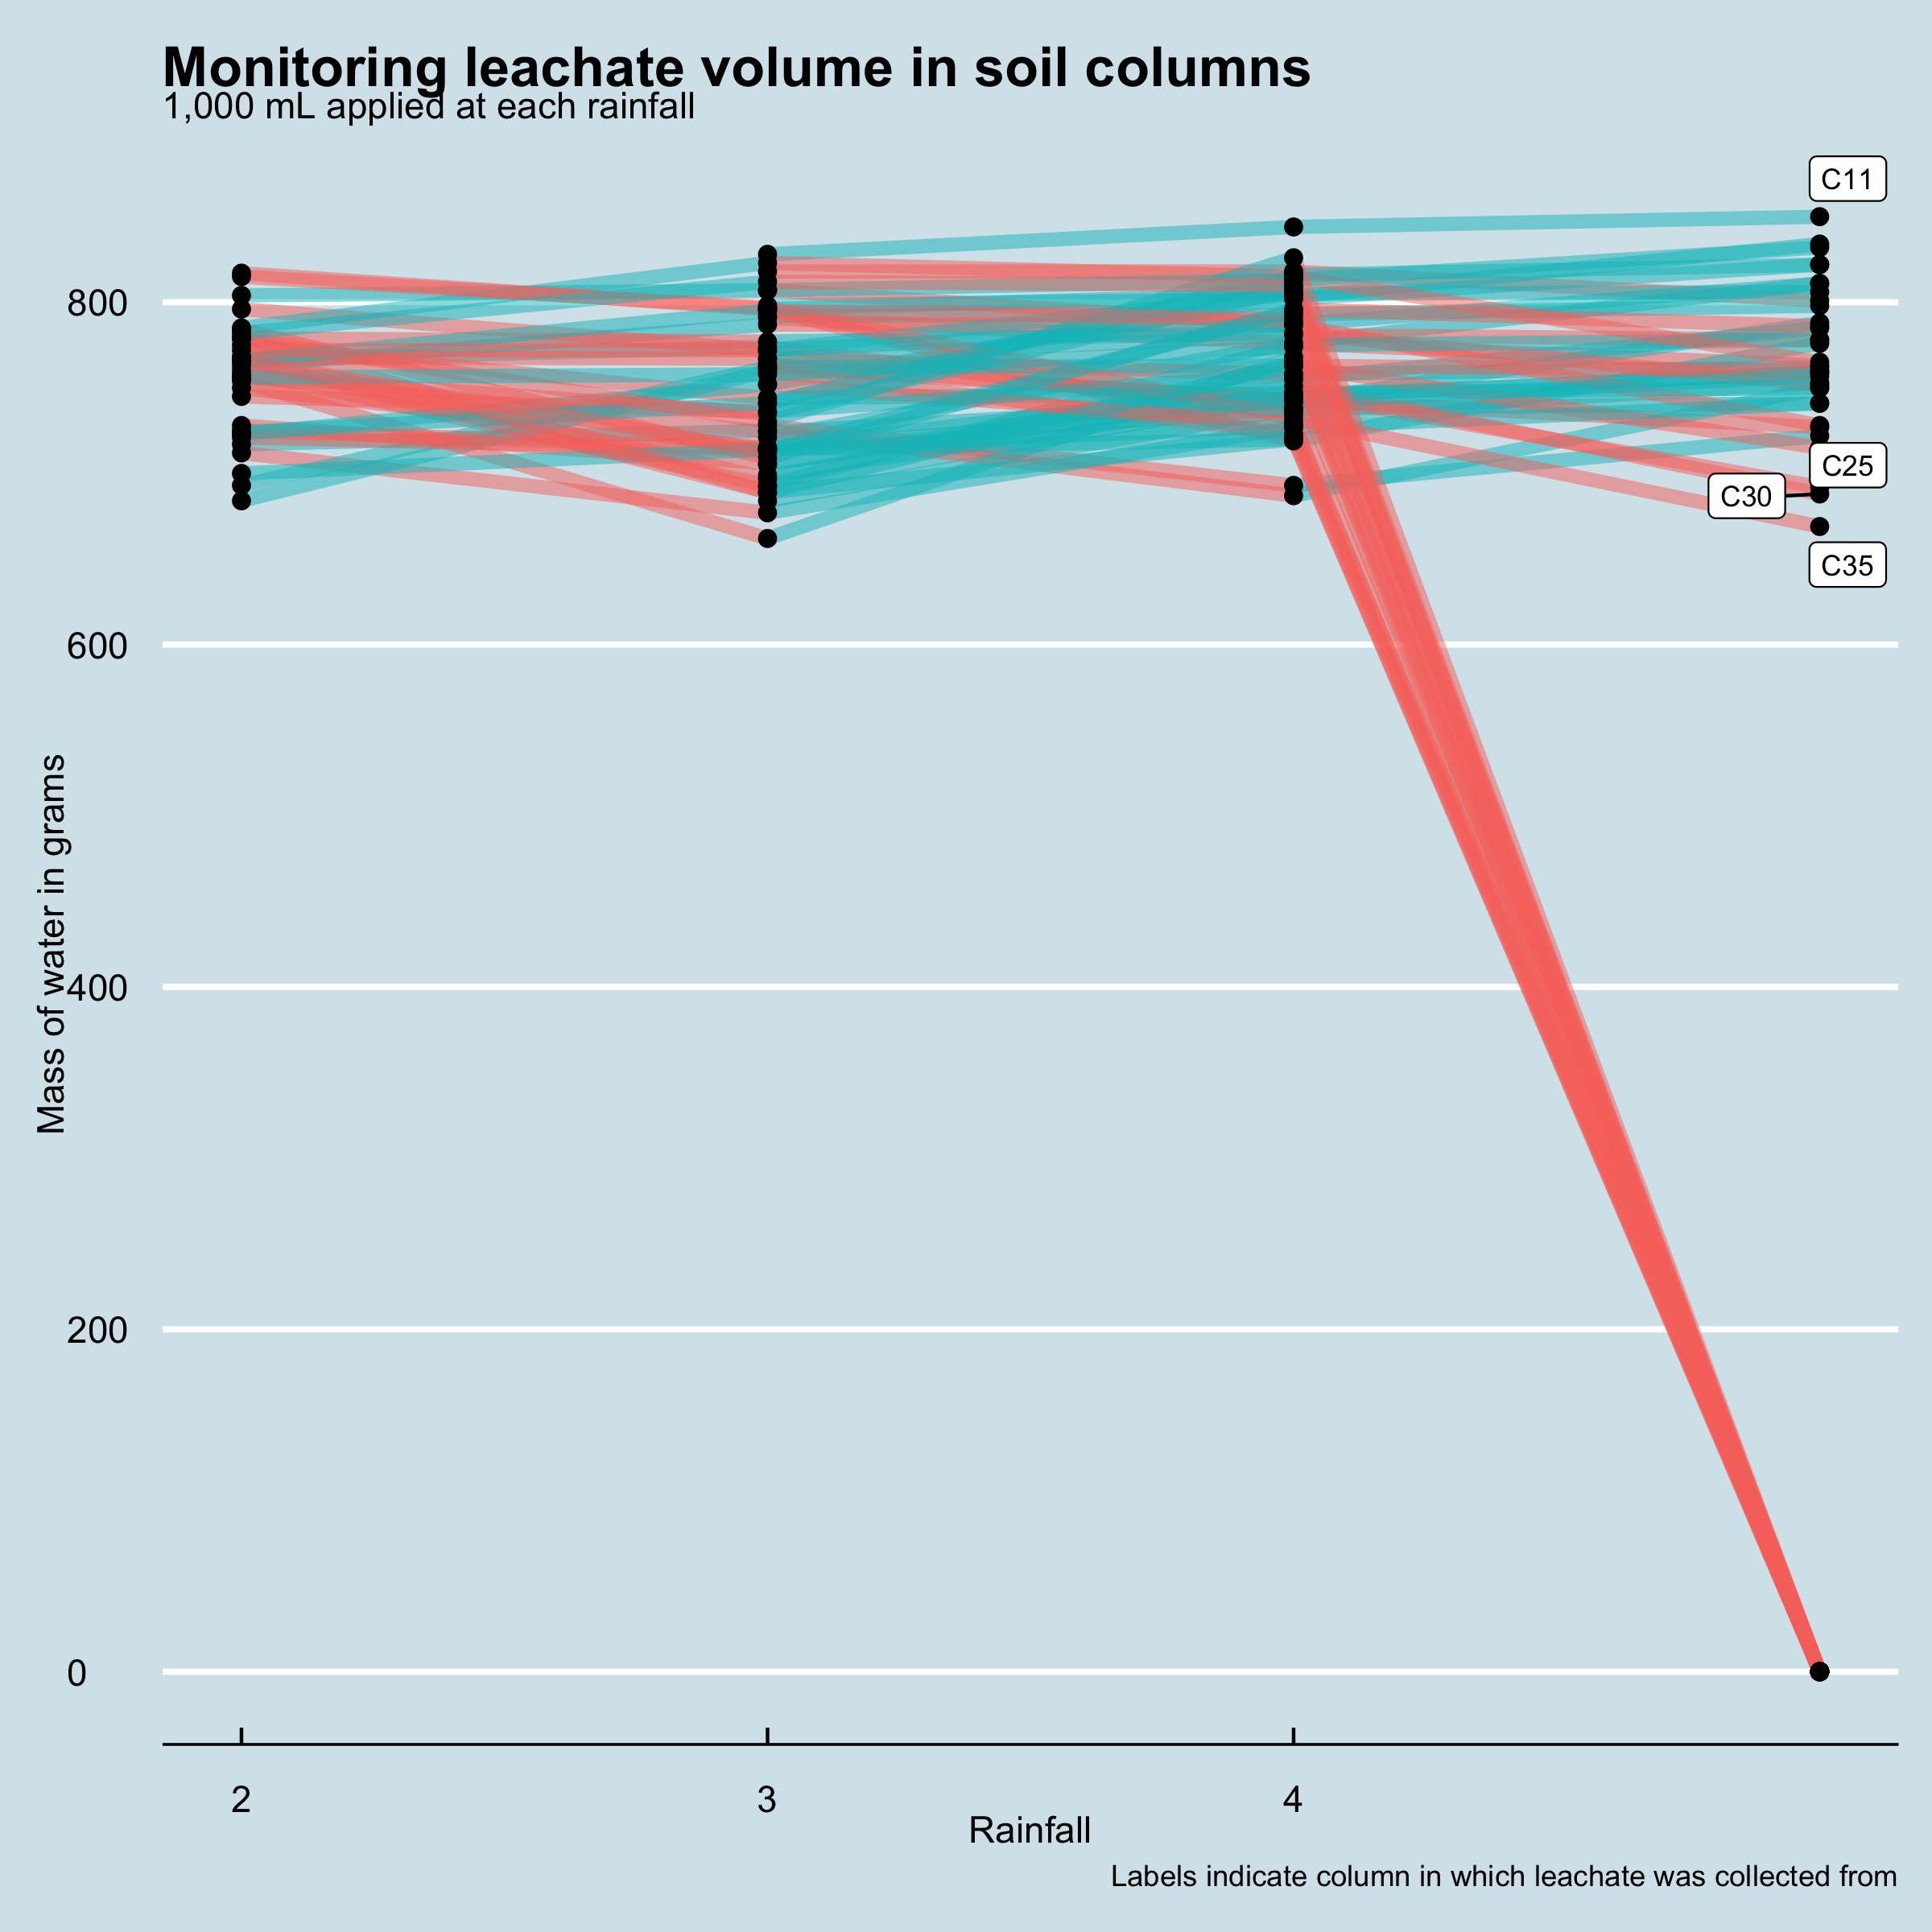 Monitoring leachate volume in soil columns
1,000 mL applied at each rainfall
C11
800
C25
C30
C35
600
Mass of water in grams
400
200
0
2
3
4
Rainfall
Labels indicate column in which leachate was collected from